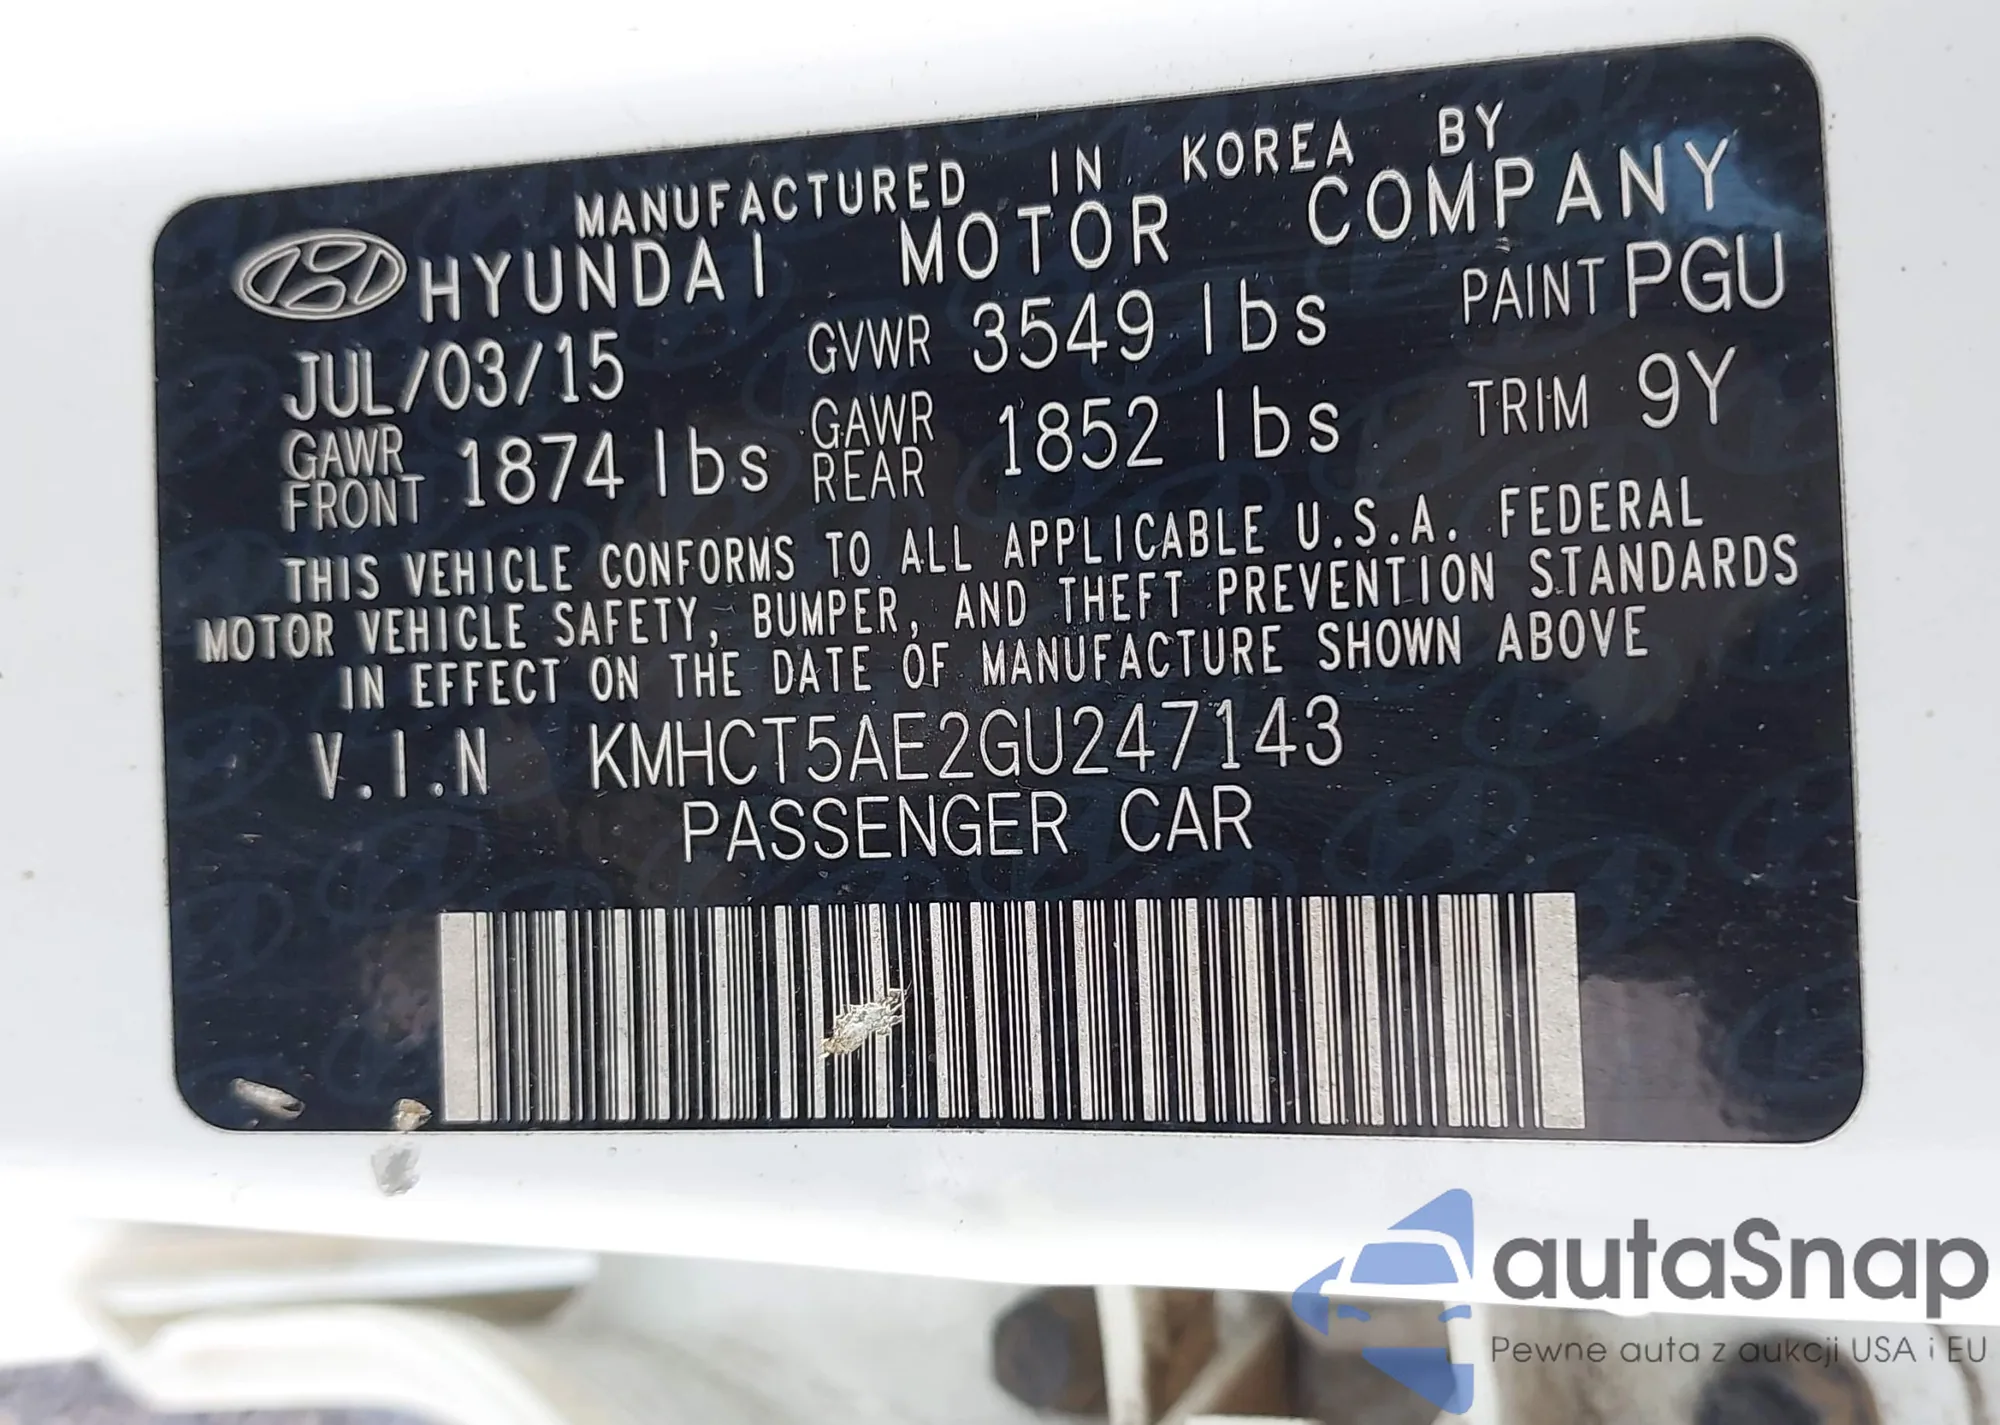 MANUFACTURED IN KOREA BY
HYUNDAI MOTOR COMPANY
JUL/03/15 GVWR 3549 lbs PAINT PGU
GAWR FRONT 1874 lbs GAWR REAR 1852 lbs TRIM 9Y
THIS VEHICLE CONFORMS TO ALL APPLICABLE U.S.A. FEDERAL
MOTOR VEHICLE SAFETY, BUMPER, AND THEFT PREVENTION STANDARDS
IN EFFECT ON THE DATE OF MANUFACTURE SHOWN ABOVE
V.I.N KMHCT5AE2GU247143
PASSENGER CAR
autaSnap
Pewne auta z aukcji USA i EU